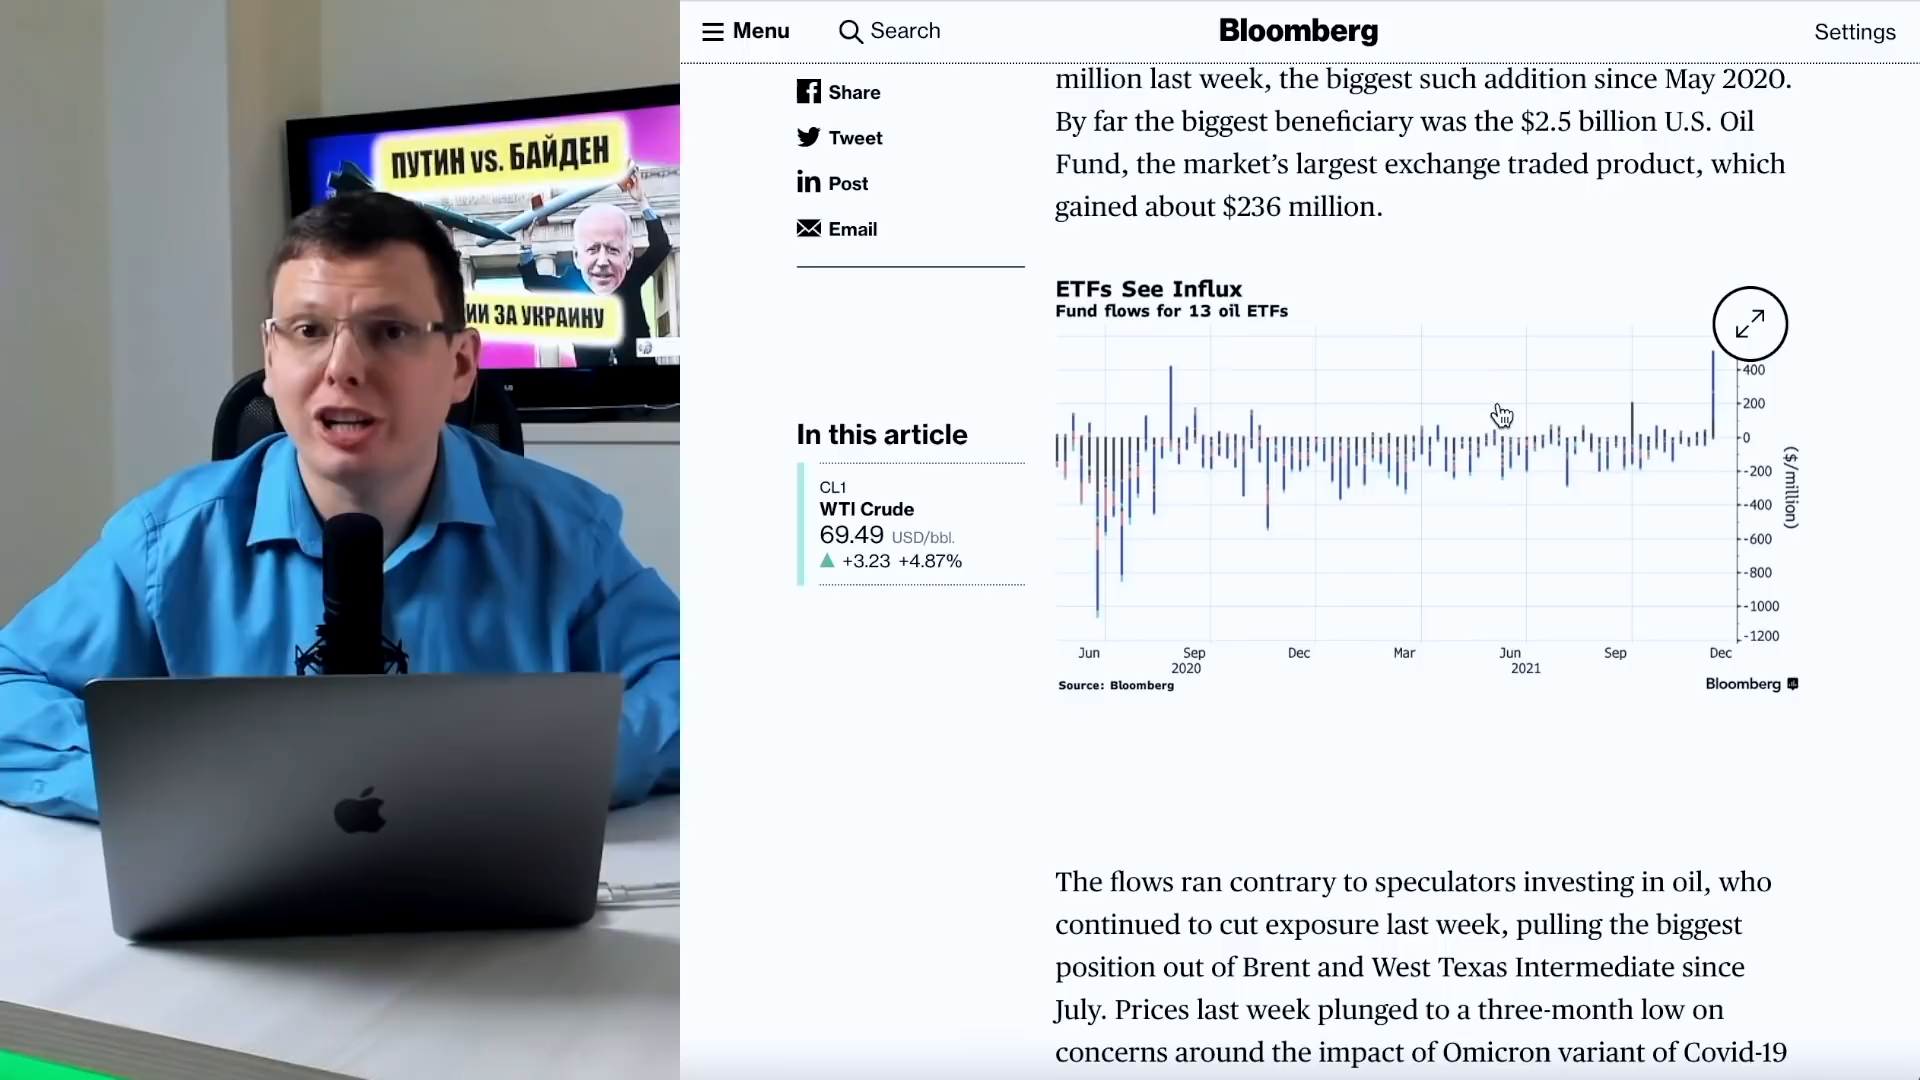 ПУТИН vs. БАЙДЕН
ИИ ЗА УКРАИНУ
Menu
Search
Bloomberg
Settings
Share
Tweet
Post
Email
million last week, the biggest such addition since May 2020.
By far the biggest beneficiary was the $2.5 billion U.S. Oil
Fund, the market’s largest exchange traded product, which
gained about $236 million.
ETFs See Influx
Fund flows for 13 oil ETFs
400
200
0
-200
-400
-600
-800
-1000
-1200
($/million)
Jun Sep Dec Mar Jun Sep Dec
2020 2021
Source: Bloomberg
Bloomberg
In this article
CL1
WTI Crude
69.49 USD/bbl.
+3.23 +4.87%
The flows ran contrary to speculators investing in oil, who
continued to cut exposure last week, pulling the biggest
position out of Brent and West Texas Intermediate since
July. Prices last week plunged to a three-month low on
concerns around the impact of Omicron variant of Covid-19